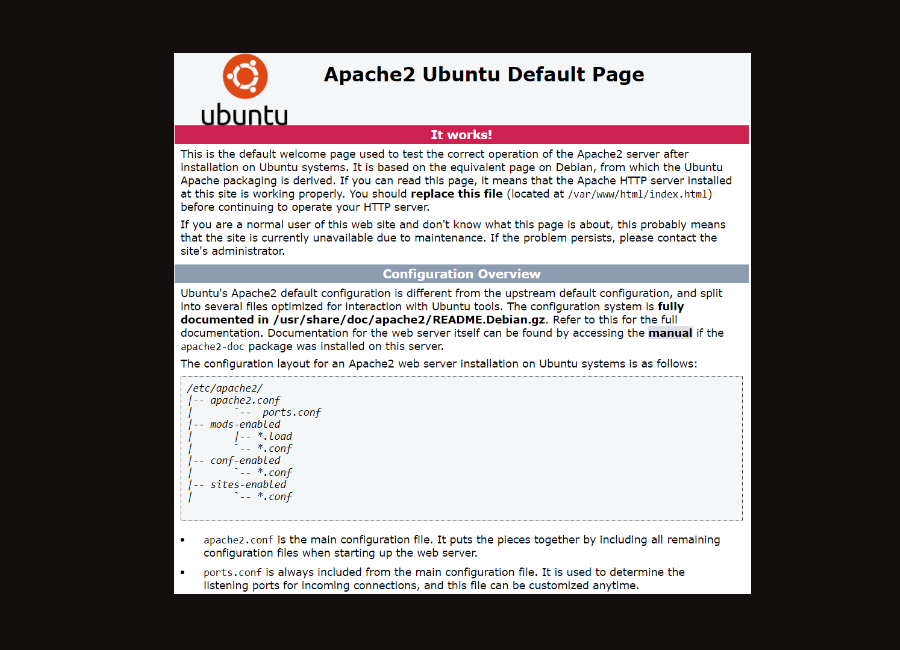 ubuntu
Apache2 Ubuntu Default Page
It works!
This is the default welcome page used to test the correct operation of the Apache2 server after
installation on Ubuntu systems. It is based on the equivalent page on Debian, from which the Ubuntu
Apache packaging is derived. If you can read this page, it means that the Apache HTTP server installed
at this site is working properly. You should replace this file (located at /var/www/html/index.html)
before continuing to operate your HTTP server.
If you are a normal user of this web site and don't know what this page is about, this probably means
that the site is currently unavailable due to maintenance. If the problem persists, please contact the
site's administrator.
Configuration Overview
Ubuntu's Apache2 default configuration is different from the upstream default configuration, and split
into several files optimized for interaction with Ubuntu tools. The configuration system is fully
documented in /usr/share/doc/apache2/README.Debian.gz. Refer to this for the full
documentation. Documentation for the web server itself can be found by accessing the manual if the
apache2-doc package was installed on this server.
The configuration layout for an Apache2 web server installation on Ubuntu systems is as follows:
/etc/apache2/
|-- apache2.conf
|       `--  ports.conf
|-- mods-enabled
|       |-- *.load
|       `-- *.conf
|-- conf-enabled
|       `-- *.conf
|-- sites-enabled
|       `-- *.conf
• apache2.conf is the main configuration file. It puts the pieces together by including all remaining
configuration files when starting up the web server.
• ports.conf is always included from the main configuration file. It is used to determine the
listening ports for incoming connections, and this file can be customized anytime.